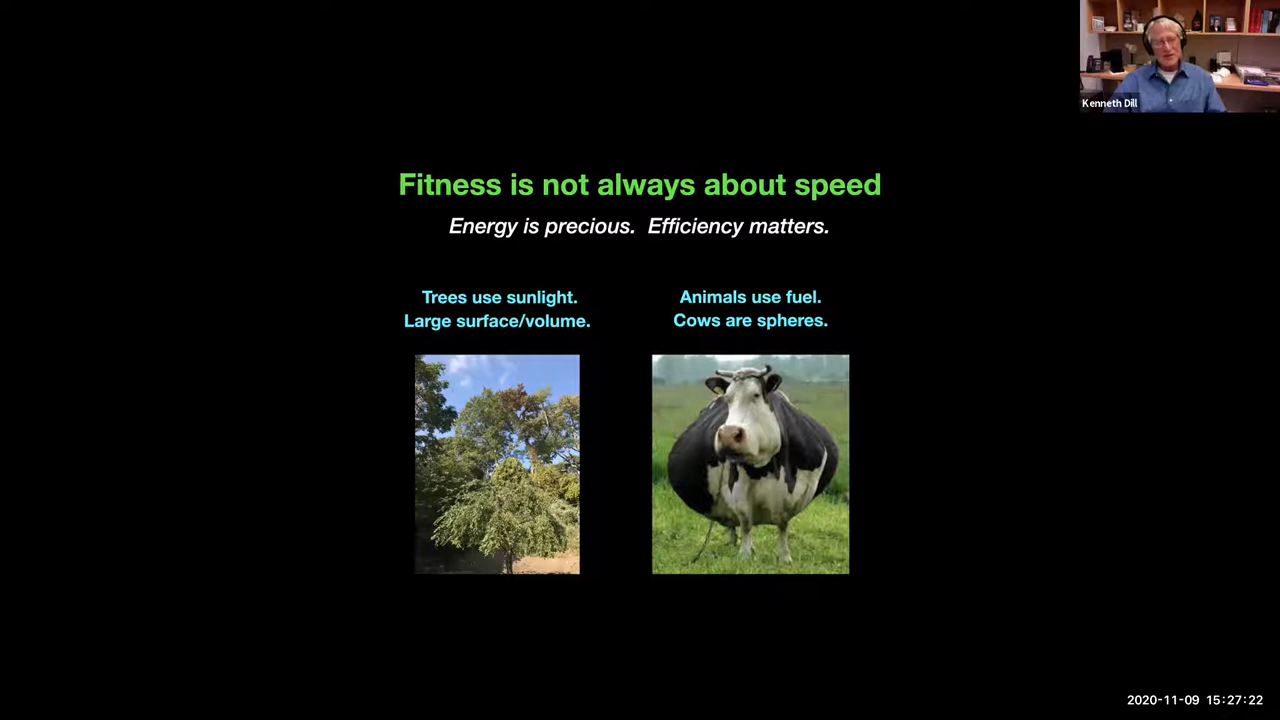 Kenneth Dill
Fitness is not always about speed
Energy is precious. Efficiency matters.
Trees use sunlight.
Large surface/volume.
Animals use fuel.
Cows are spheres.
2020-11-09 15:27:22